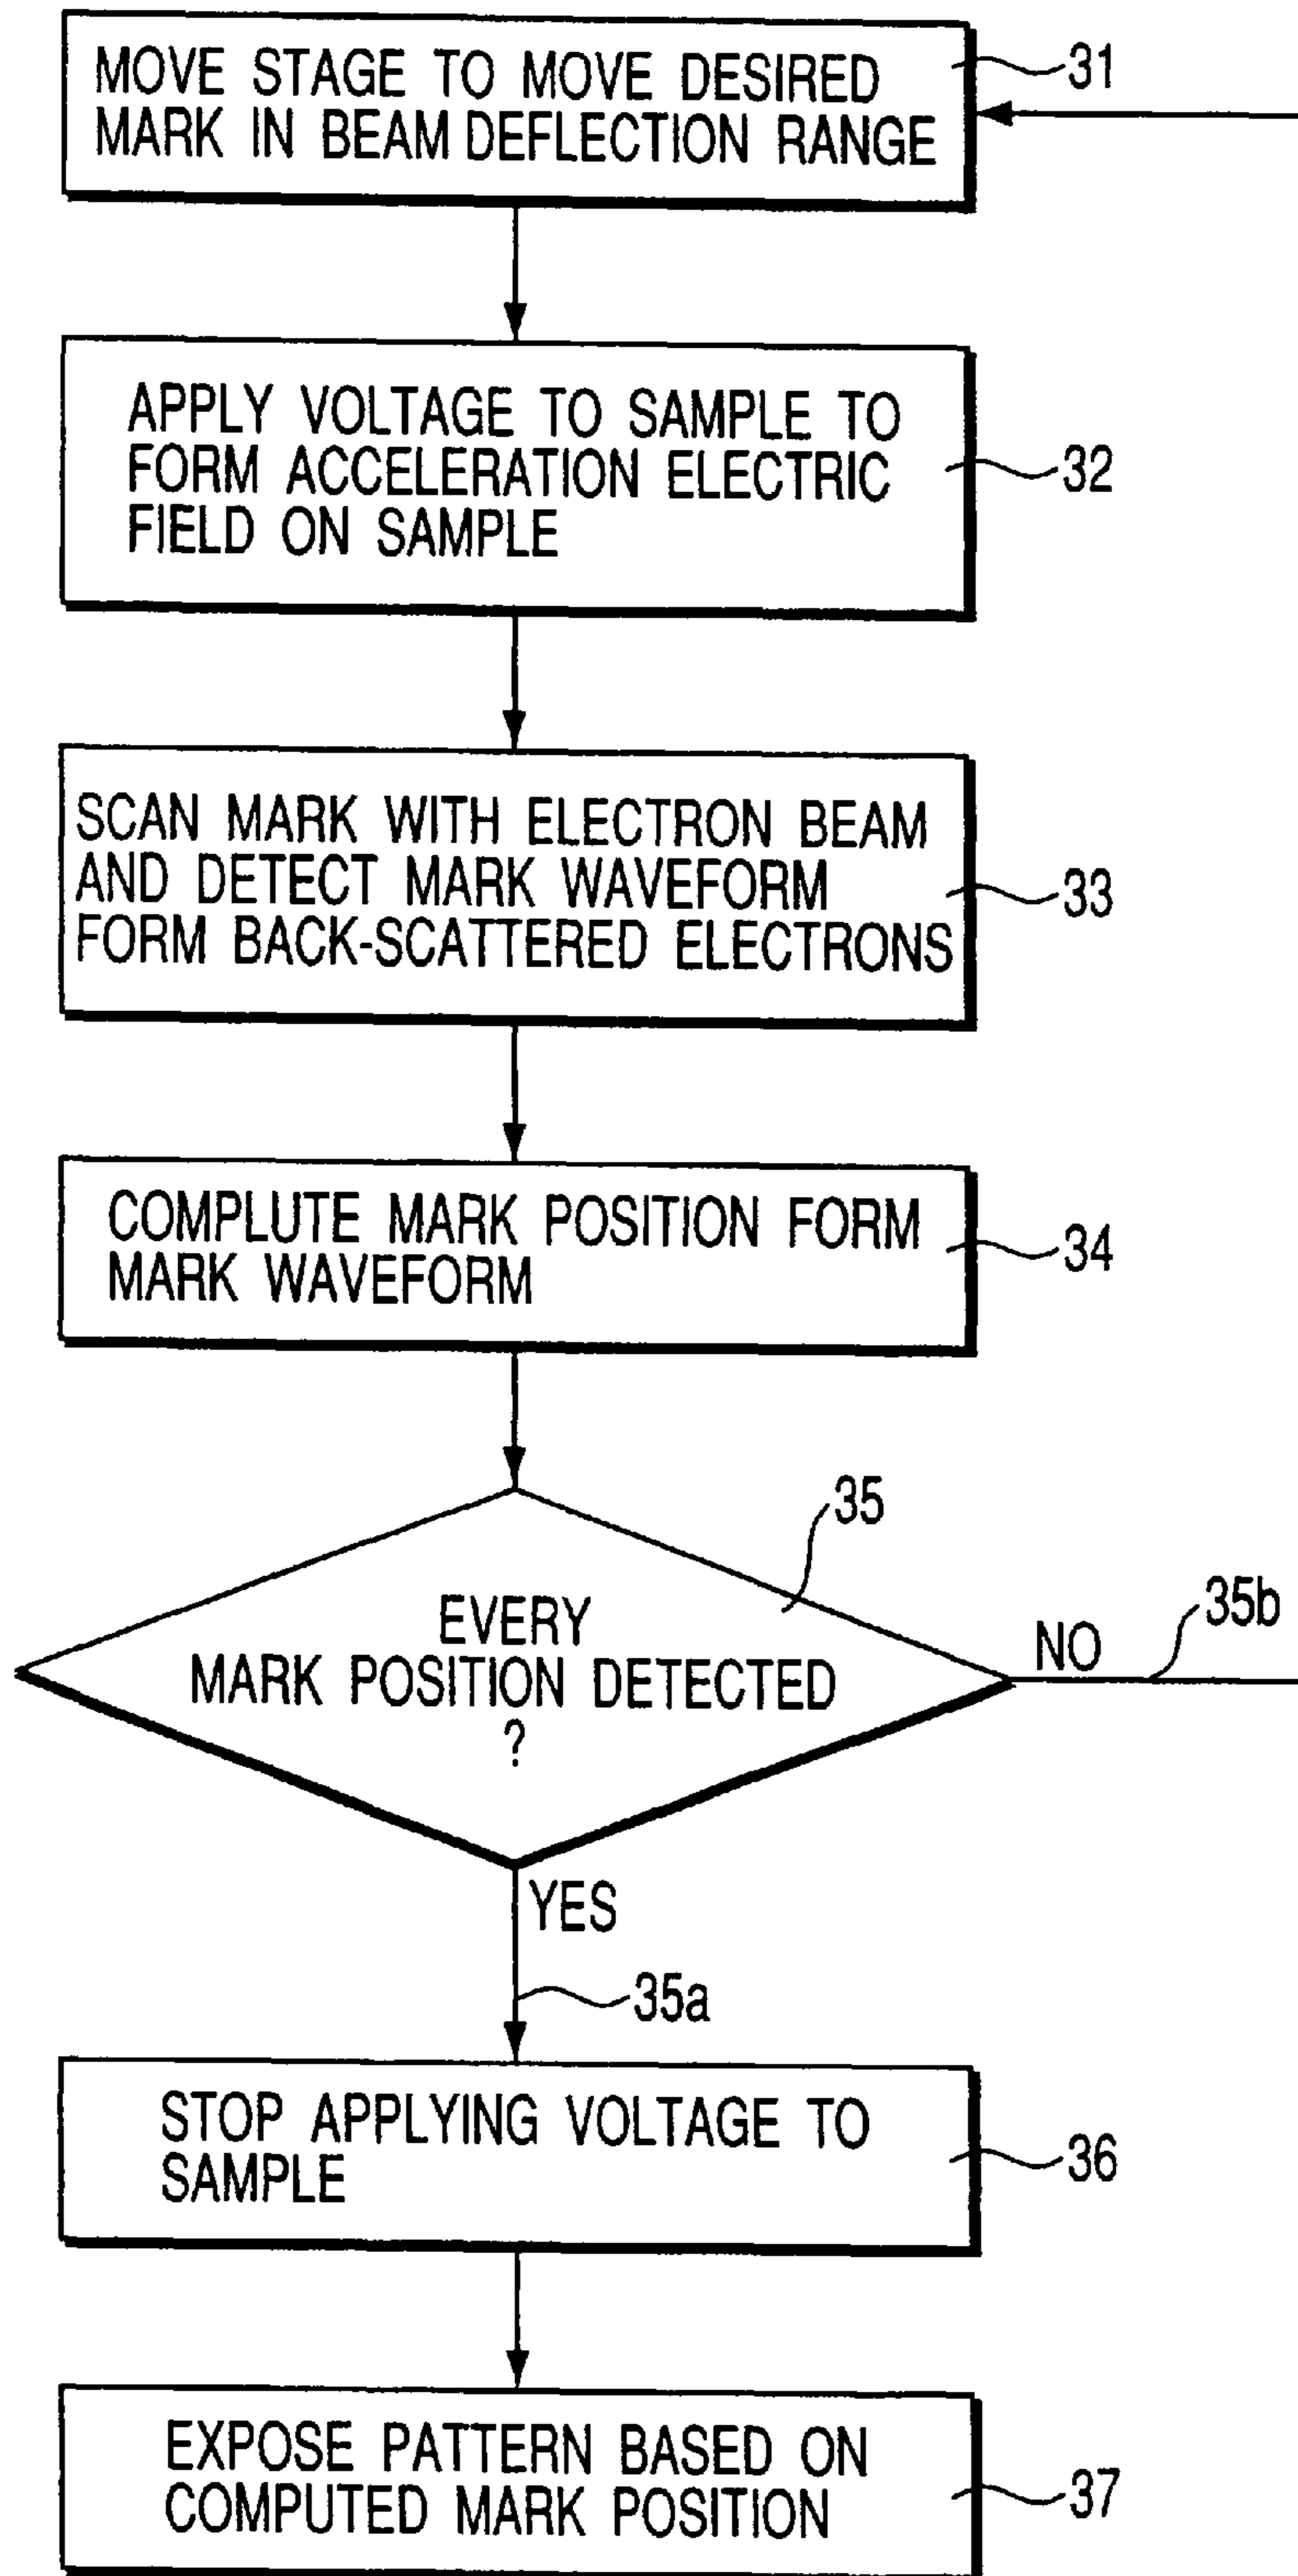 MOVE STAGE TO MOVE DESIRED
MARK IN BEAM DEFLECTION RANGE
31
APPLY VOLTAGE TO SAMPLE TO
FORM ACCELERATION ELECTRIC
FIELD ON SAMPLE
32
SCAN MARK WITH ELECTRON BEAM
AND DETECT MARK WAVEFORM
FORM BACK-SCATTERED ELECTRONS
33
COMPLUTE MARK POSITION FORM
MARK WAVEFORM
34
35
EVERY
MARK POSITION DETECTED
?
NO
35b
YES
35a
STOP APPLYING VOLTAGE TO
SAMPLE
36
EXPOSE PATTERN BASED ON
COMPUTED MARK POSITION
37